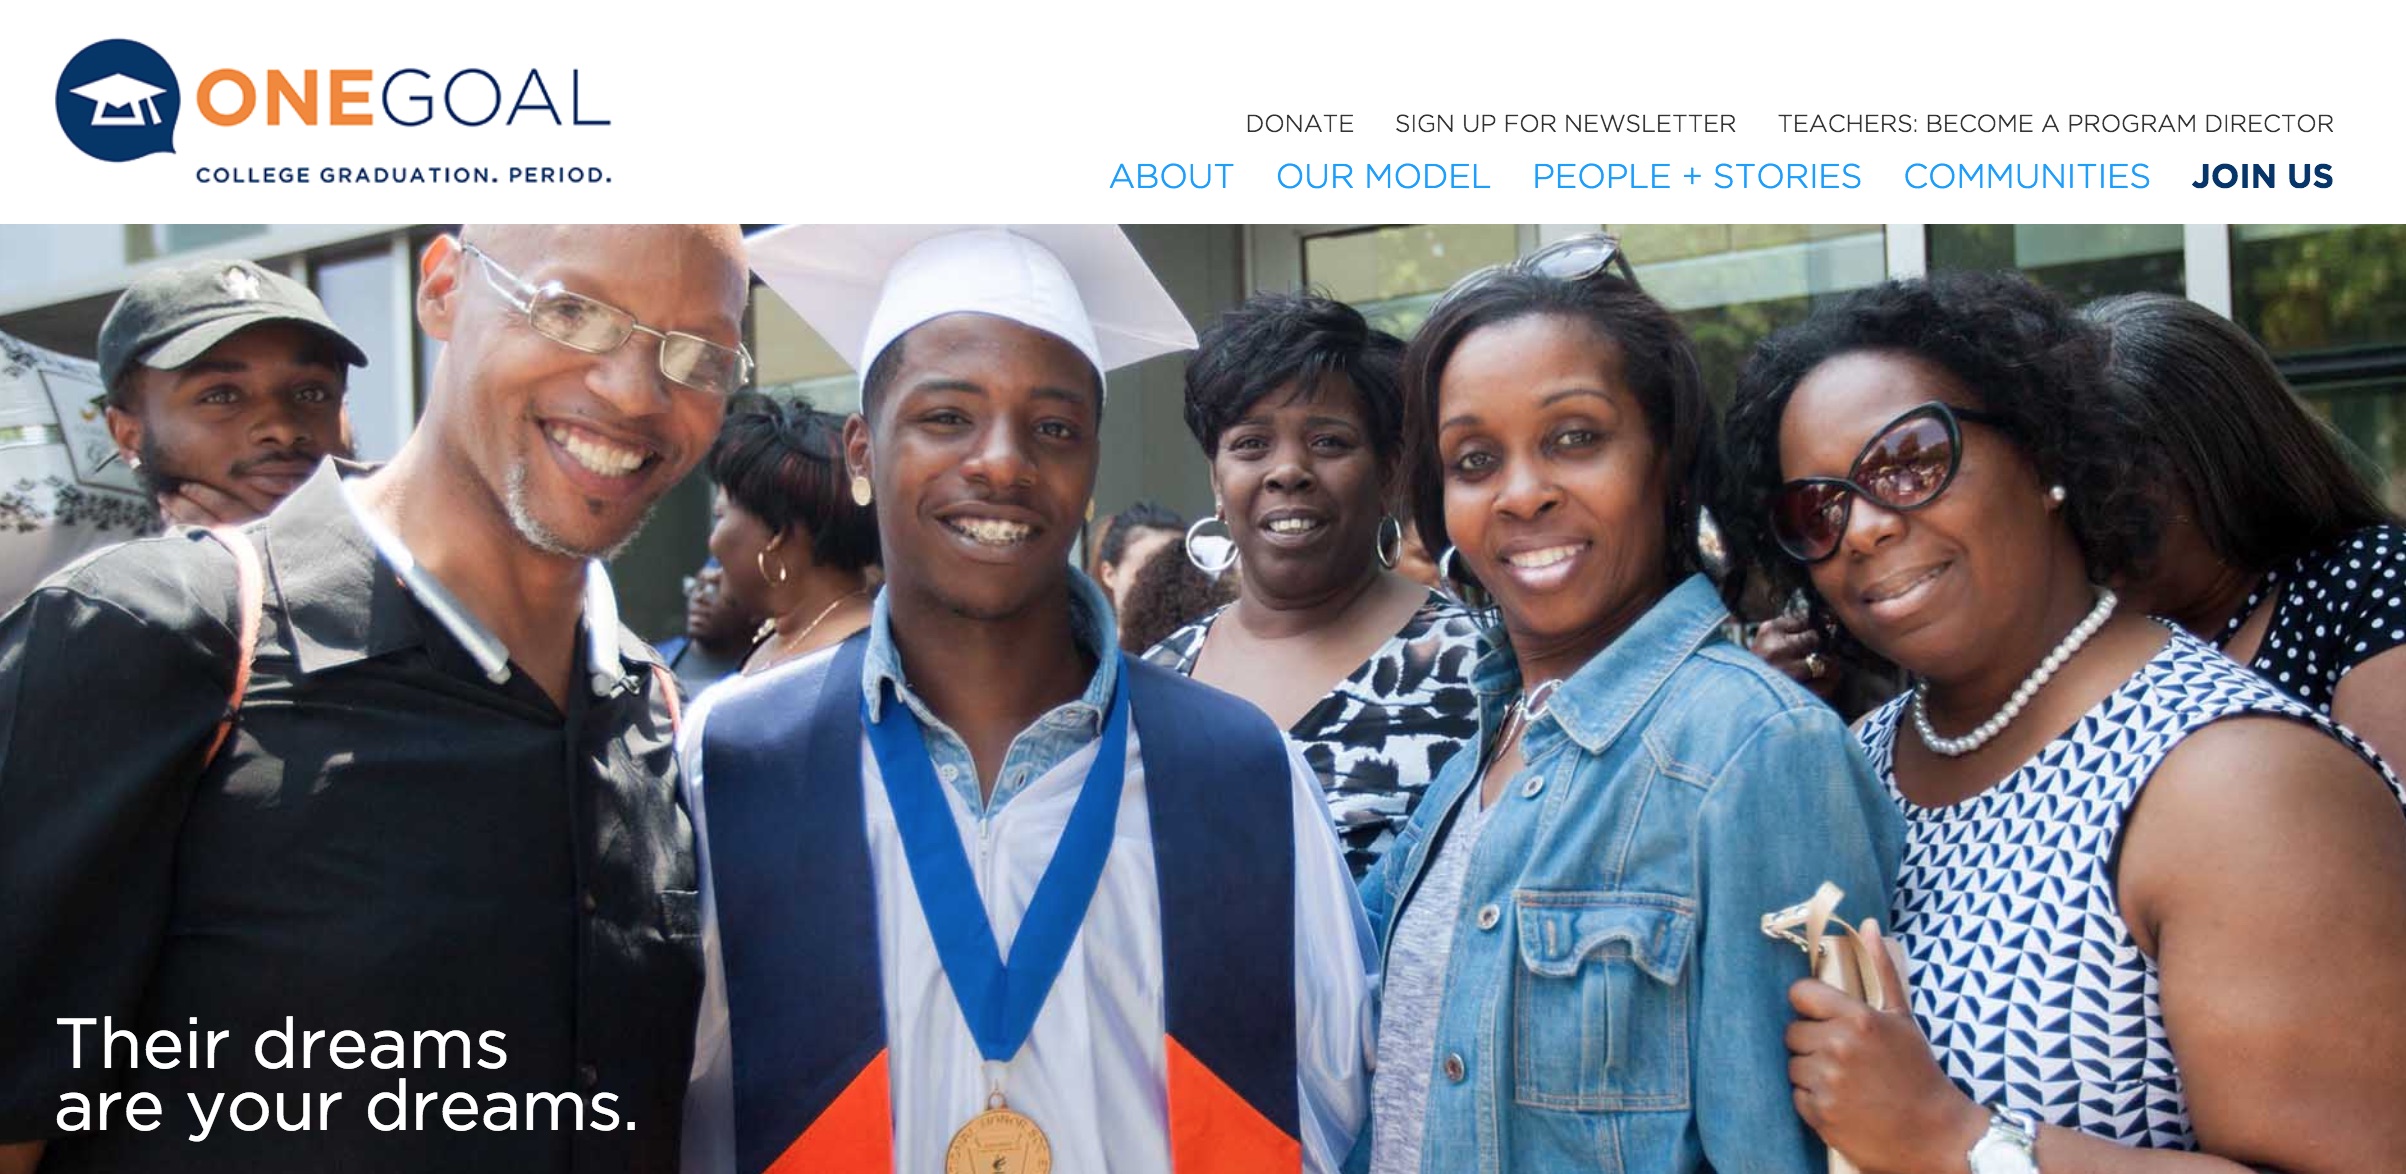 ONEGOAL
COLLEGE GRADUATION. PERIOD.
DONATE SIGN UP FOR NEWSLETTER TEACHERS: BECOME A PROGRAM DIRECTOR
ABOUT OUR MODEL PEOPLE + STORIES COMMUNITIES JOIN US
Their dreams
are your dreams.
HONOR